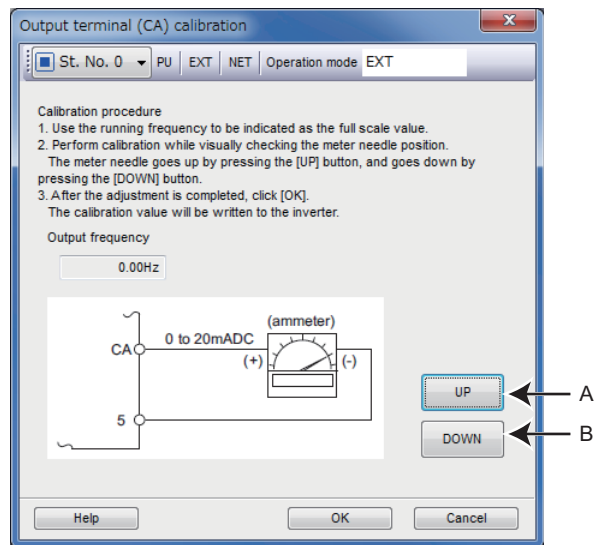 Output terminal (CA) calibration
St. No. 0 PU EXT NET Operation mode EXT
Calibration procedure
1. Use the running frequency to be indicated as the full scale value.
2. Perform calibration while visually checking the meter needle position.
The meter needle goes up by pressing the [UP] button, and goes down by
pressing the [DOWN] button.
3. After the adjustment is completed, click [OK].
The calibration value will be written to the inverter.
Output frequency
0.00Hz
(ammeter)
0 to 20mADC
CA
(+)
(-)
5
UP
A
DOWN
B
Help
OK
Cancel